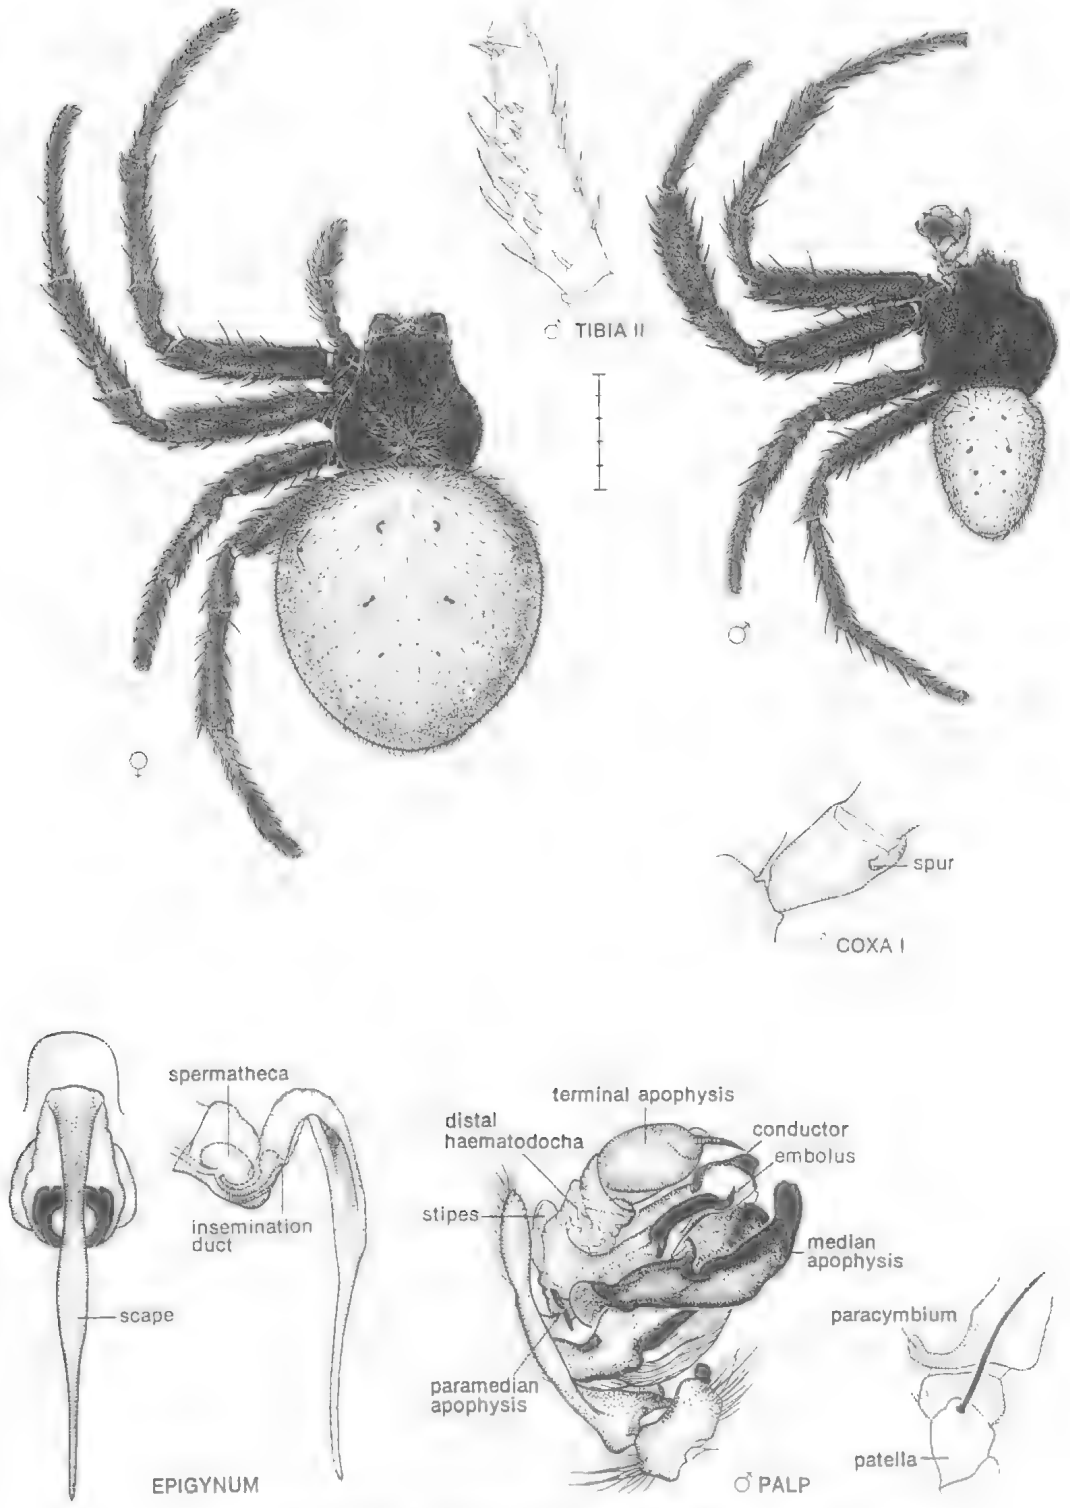 ♂ TIBIA II
♂
♀
spur
♂ COXA I
spermatheca
insemination
duct
scape
EPIGYNUM
terminal apophysis
distal
haematodocha
conductor
embolus
stipes
median
apophysis
paramedian
apophysis
♂ PALP
paracymbium
patella